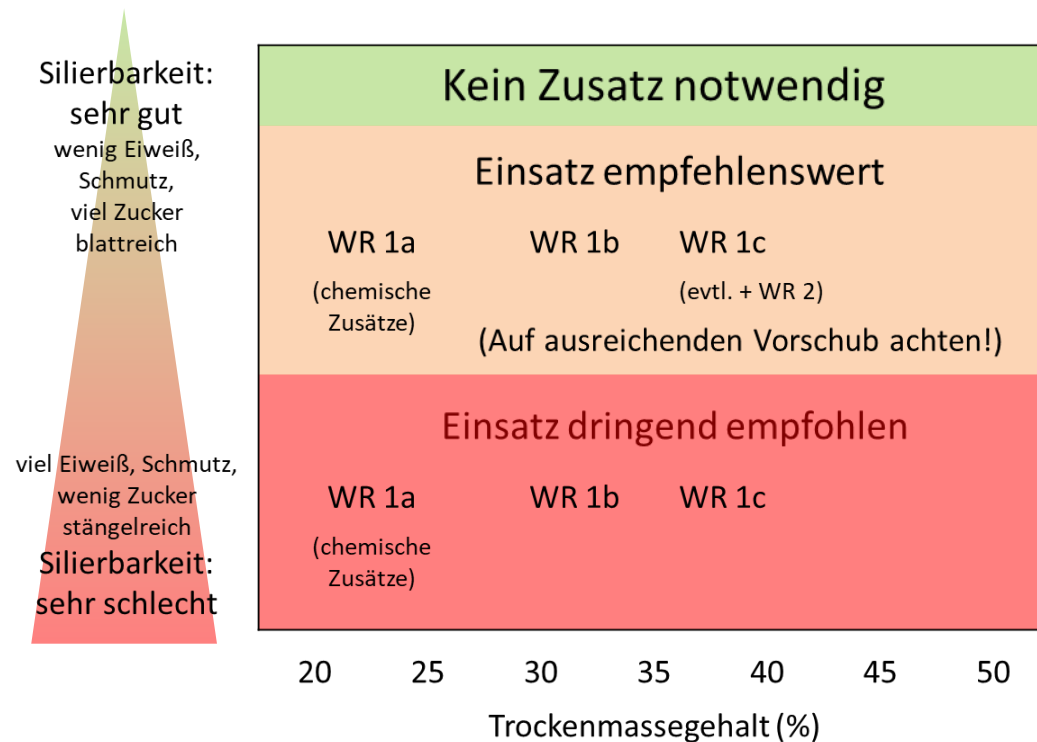 Silierbarkeit:
sehr gut
wenig Eiweiß,
Schmutz,
viel Zucker
blattreich
viel Eiweiß, Schmutz,
wenig Zucker
stängelreich
Silierbarkeit:
sehr schlecht
Kein Zusatz notwendig
Einsatz empfehlenswert
WR 1a WR 1b WR 1c
(chemische (evtl. + WR 2)
Zusätze)
(Auf ausreichenden Vorschub achten!)
Einsatz dringend empfohlen
WR 1a WR 1b WR 1c
(chemische
Zusätze)
20 25 30 35 40 45 50
Trockenmassegehalt (%)